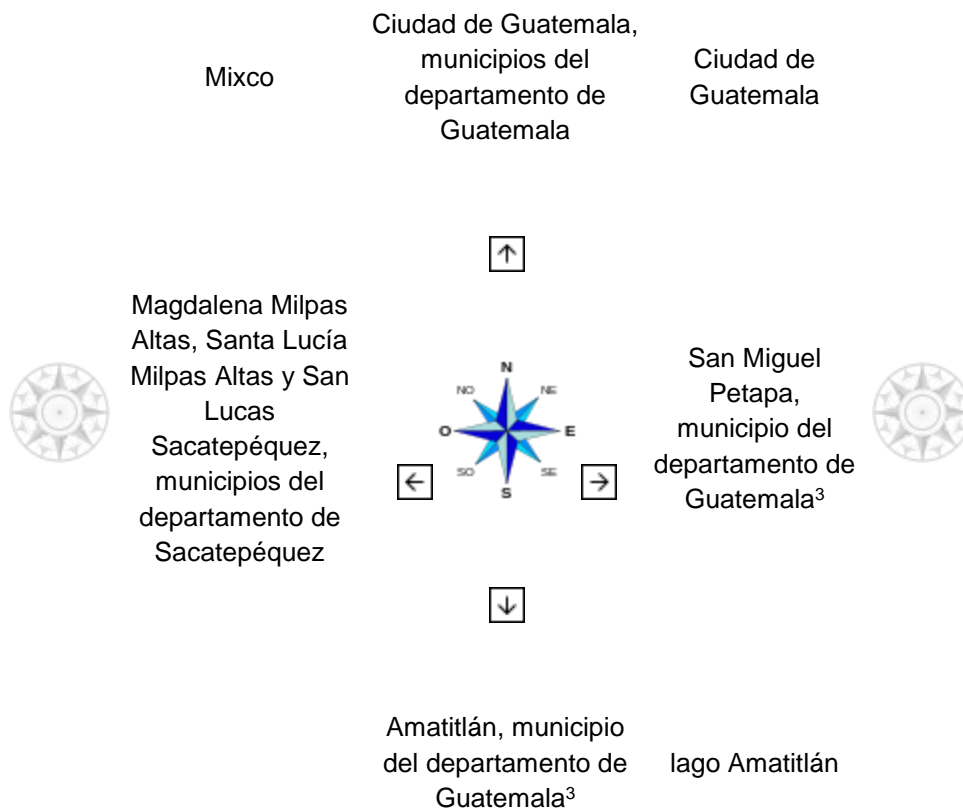 Mixco
Ciudad de Guatemala,
municipios del
departamento de
Guatemala
Ciudad de
Guatemala
↑
Magdalena Milpas
Altas, Santa Lucía
Milpas Altas y San
Lucas
Sacatepéquez,
municipios del
departamento de
Sacatepéquez
N
NO NE
O E
SO SE
S
← →
San Miguel
Petapa,
municipio del
departamento de
Guatemala³
↓
Amatitlán, municipio
del departamento de
Guatemala³
lago Amatitlán